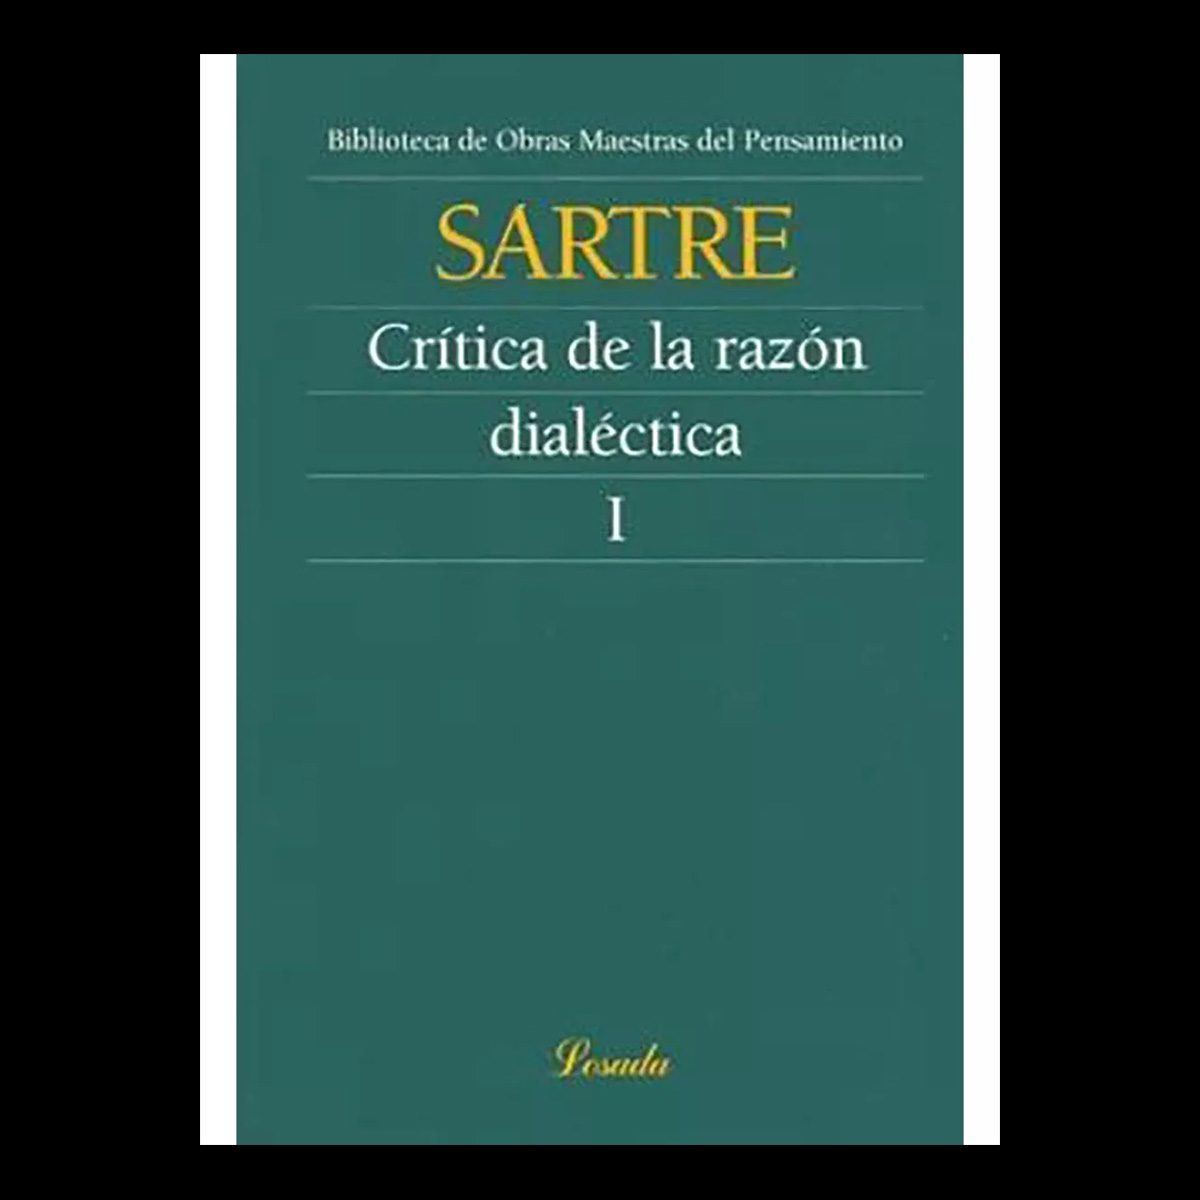 Biblioteca de Obras Maestras del Pensamiento
SARTRE
Crítica de la razón
dialéctica
I
Losada